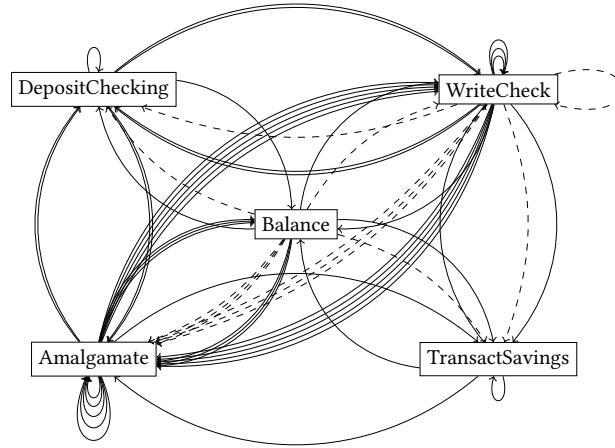 DepositChecking
WriteCheck
Balance
Amalgamate
TransactSavings